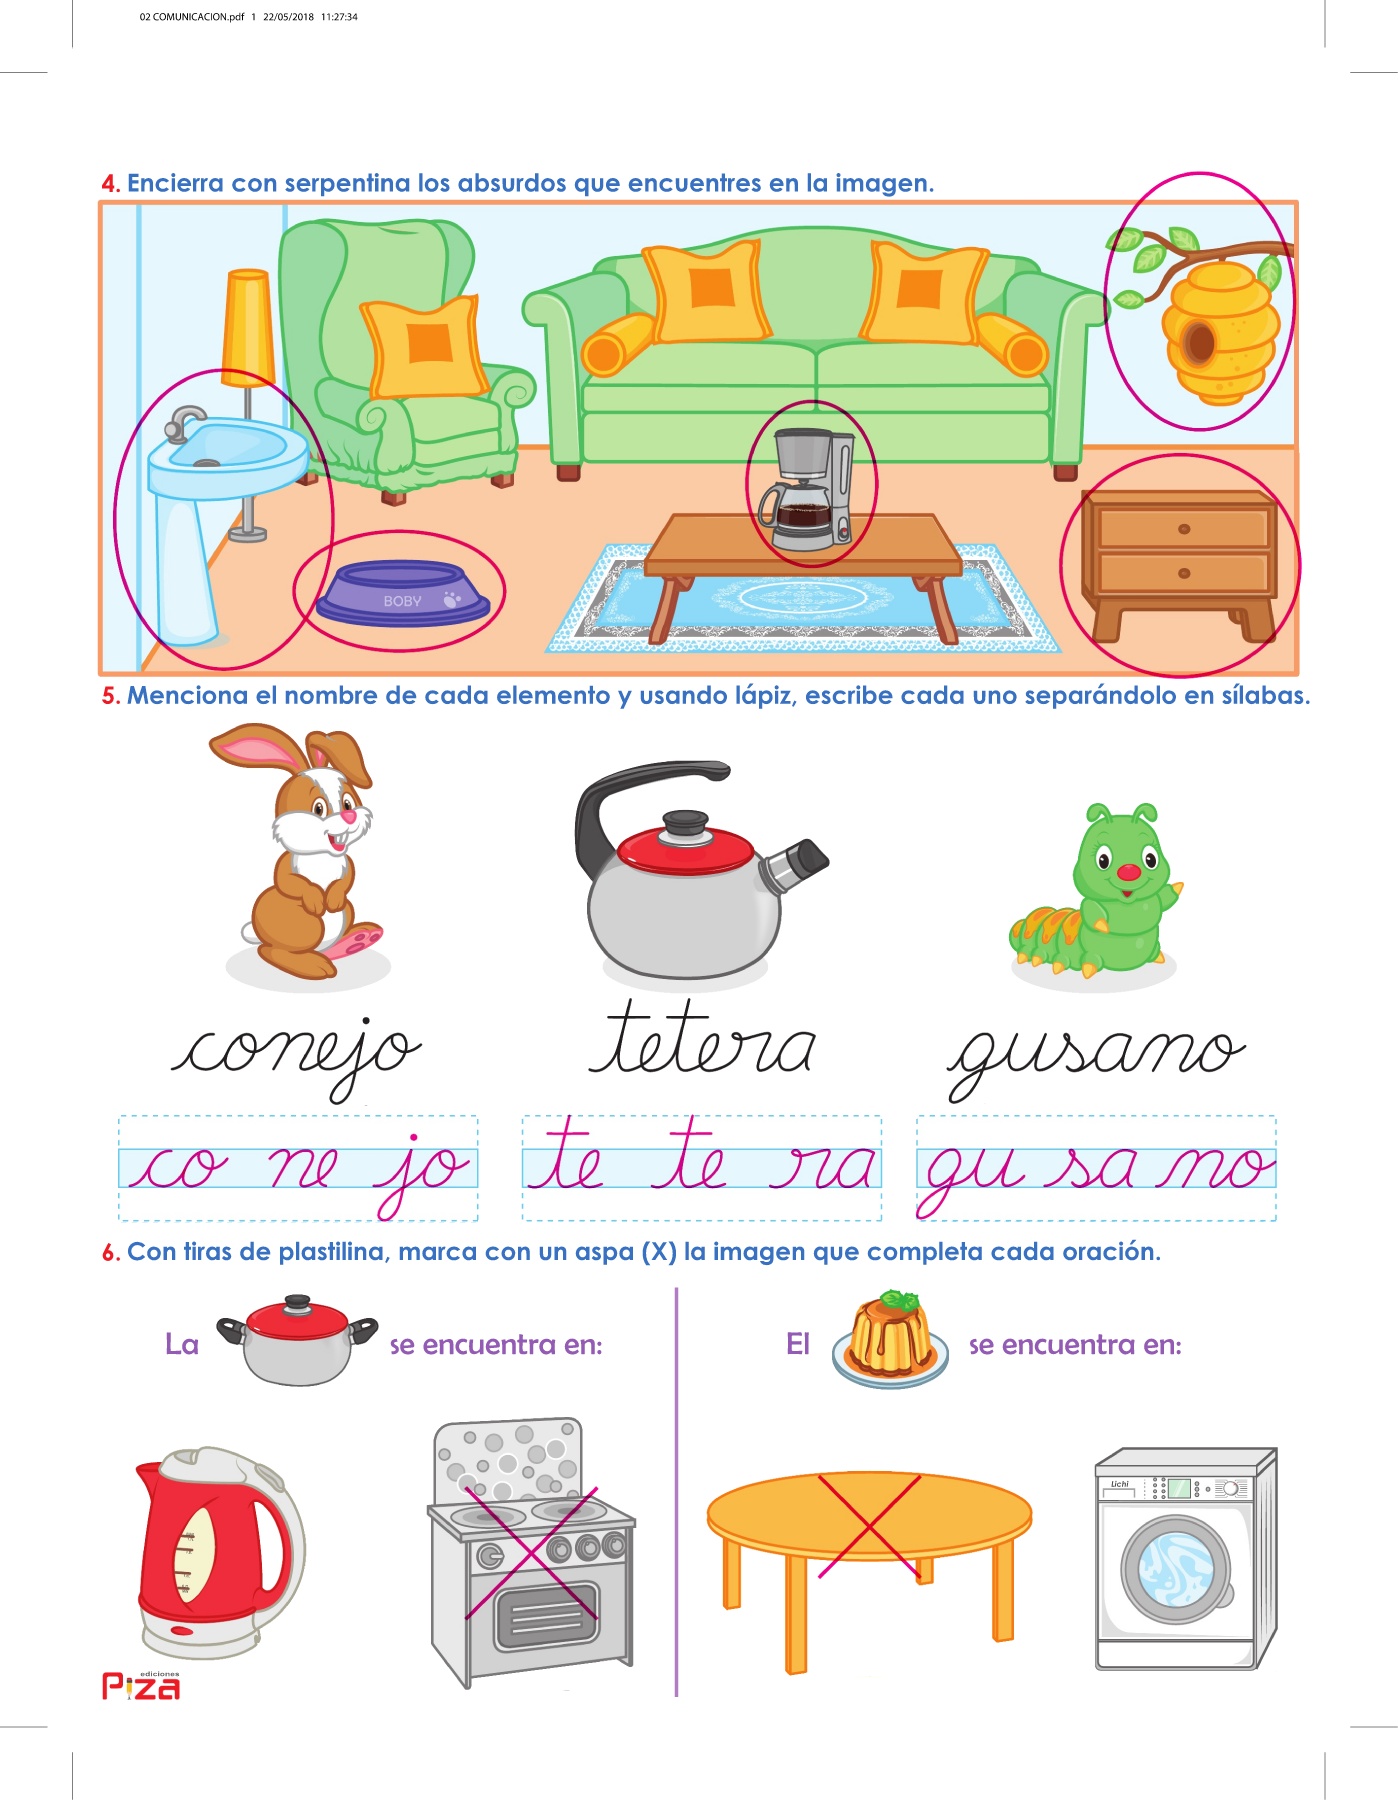 02 COMUNICACION.pdf 1 22/05/2018 11:27:34
4. Encierra con serpentina los absurdos que encuentres en la imagen.
BOBY
5. Menciona el nombre de cada elemento y usando lápiz, escribe cada uno separándolo en sílabas.
conejo tetera gusano
co ne jo te te ra gu sa no
6. Con tiras de plastilina, marca con un aspa (X) la imagen que completa cada oración.
La se encuentra en: El se encuentra en:
Lichi
ediciones
Piza